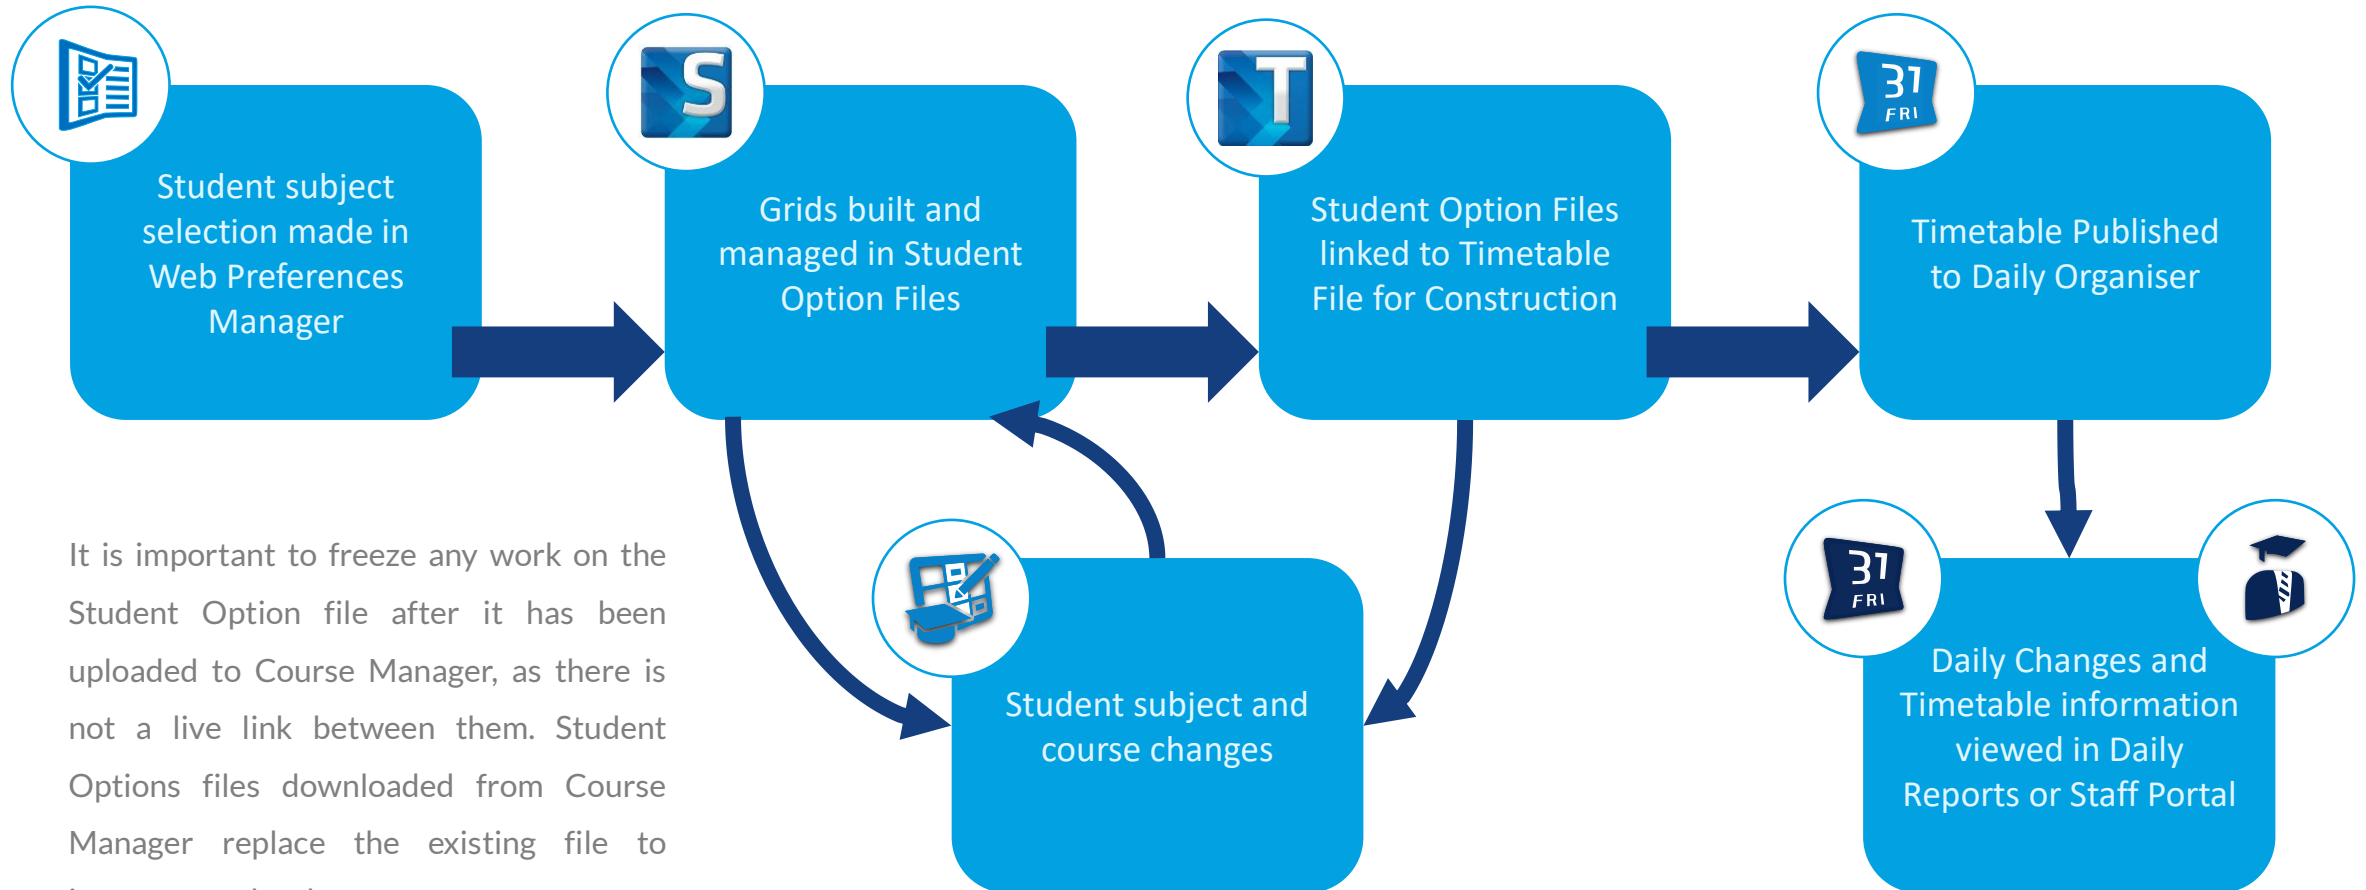 31
FRI
S
T
Student subject
selection made in
Web Preferences
Manager
Grids built and
managed in Student
Option Files
Student Option Files
linked to Timetable
File for Construction
Timetable Published
to Daily Organiser
It is important to freeze any work on the
Student Option file after it has been
uploaded to Course Manager, as there is
not a live link between them. Student
Options files downloaded from Course
Manager replace the existing file to
31
FRI
Student subject and
course changes
Daily Changes and
Timetable information
viewed in Daily
Reports or Staff Portal